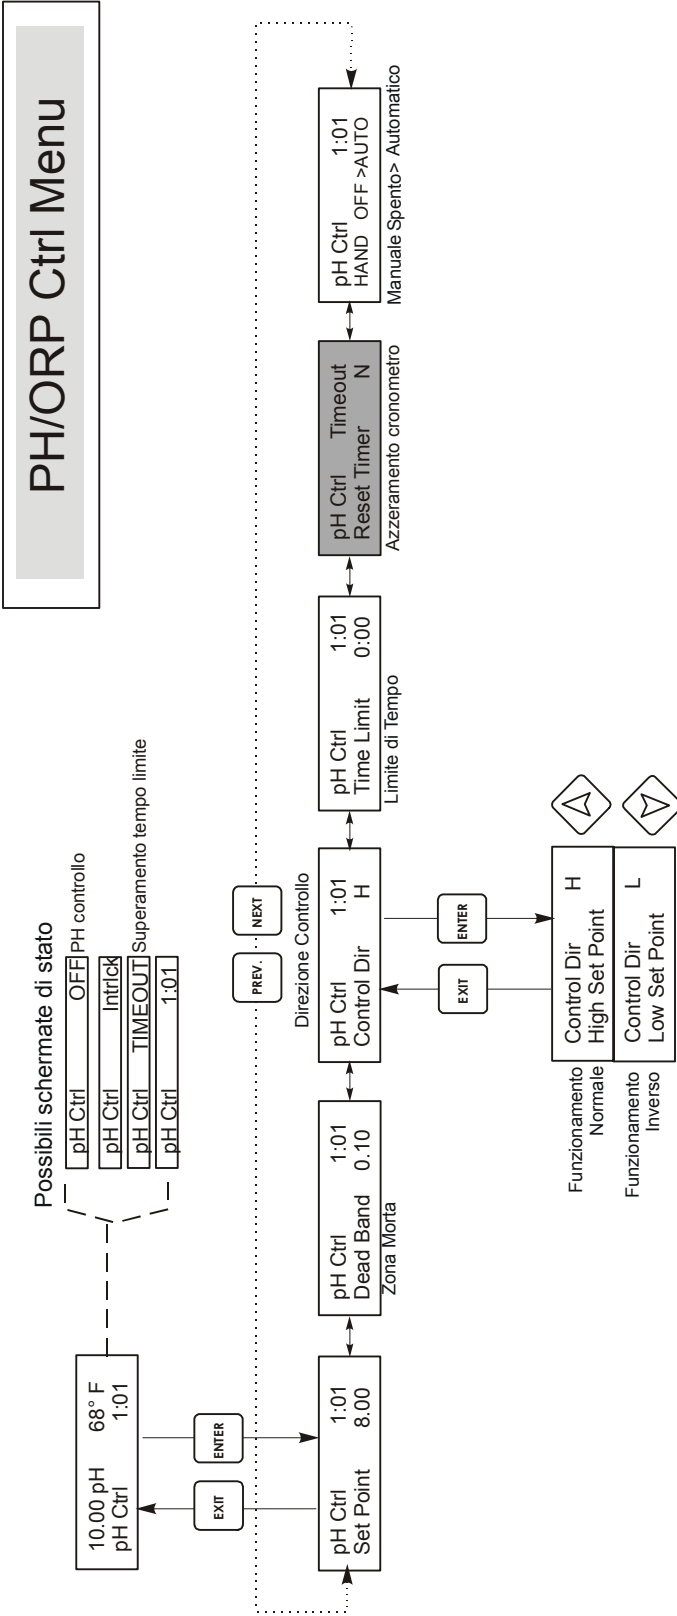 PH/ORP Ctrl Menu
Possibili schermate di stato
10.00 pH 68° F
pH Ctrl 1:01
pH Ctrl OFF
PH controllo
pH Ctrl Intrlck
pH Ctrl TIMEOUT
Superamento tempo limite
pH Ctrl 1:01
EXIT
ENTER
PREV.
NEXT
pH Ctrl 1:01
Set Point 8.00
pH Ctrl 1:01
Dead Band 0.10
Zona Morta
Direzione Controllo
pH Ctrl 1:01
Control Dir H
pH Ctrl 1:01
Time Limit 0:00
Limite di Tempo
pH Ctrl Timeout
Reset Timer N
Azzeramento cronometro
pH Ctrl 1:01
HAND OFF >AUTO
Manuale Spento> Automatico
EXIT
ENTER
Funzionamento
Normale
Control Dir H
High Set Point
Funzionamento
Inverso
Control Dir L
Low Set Point